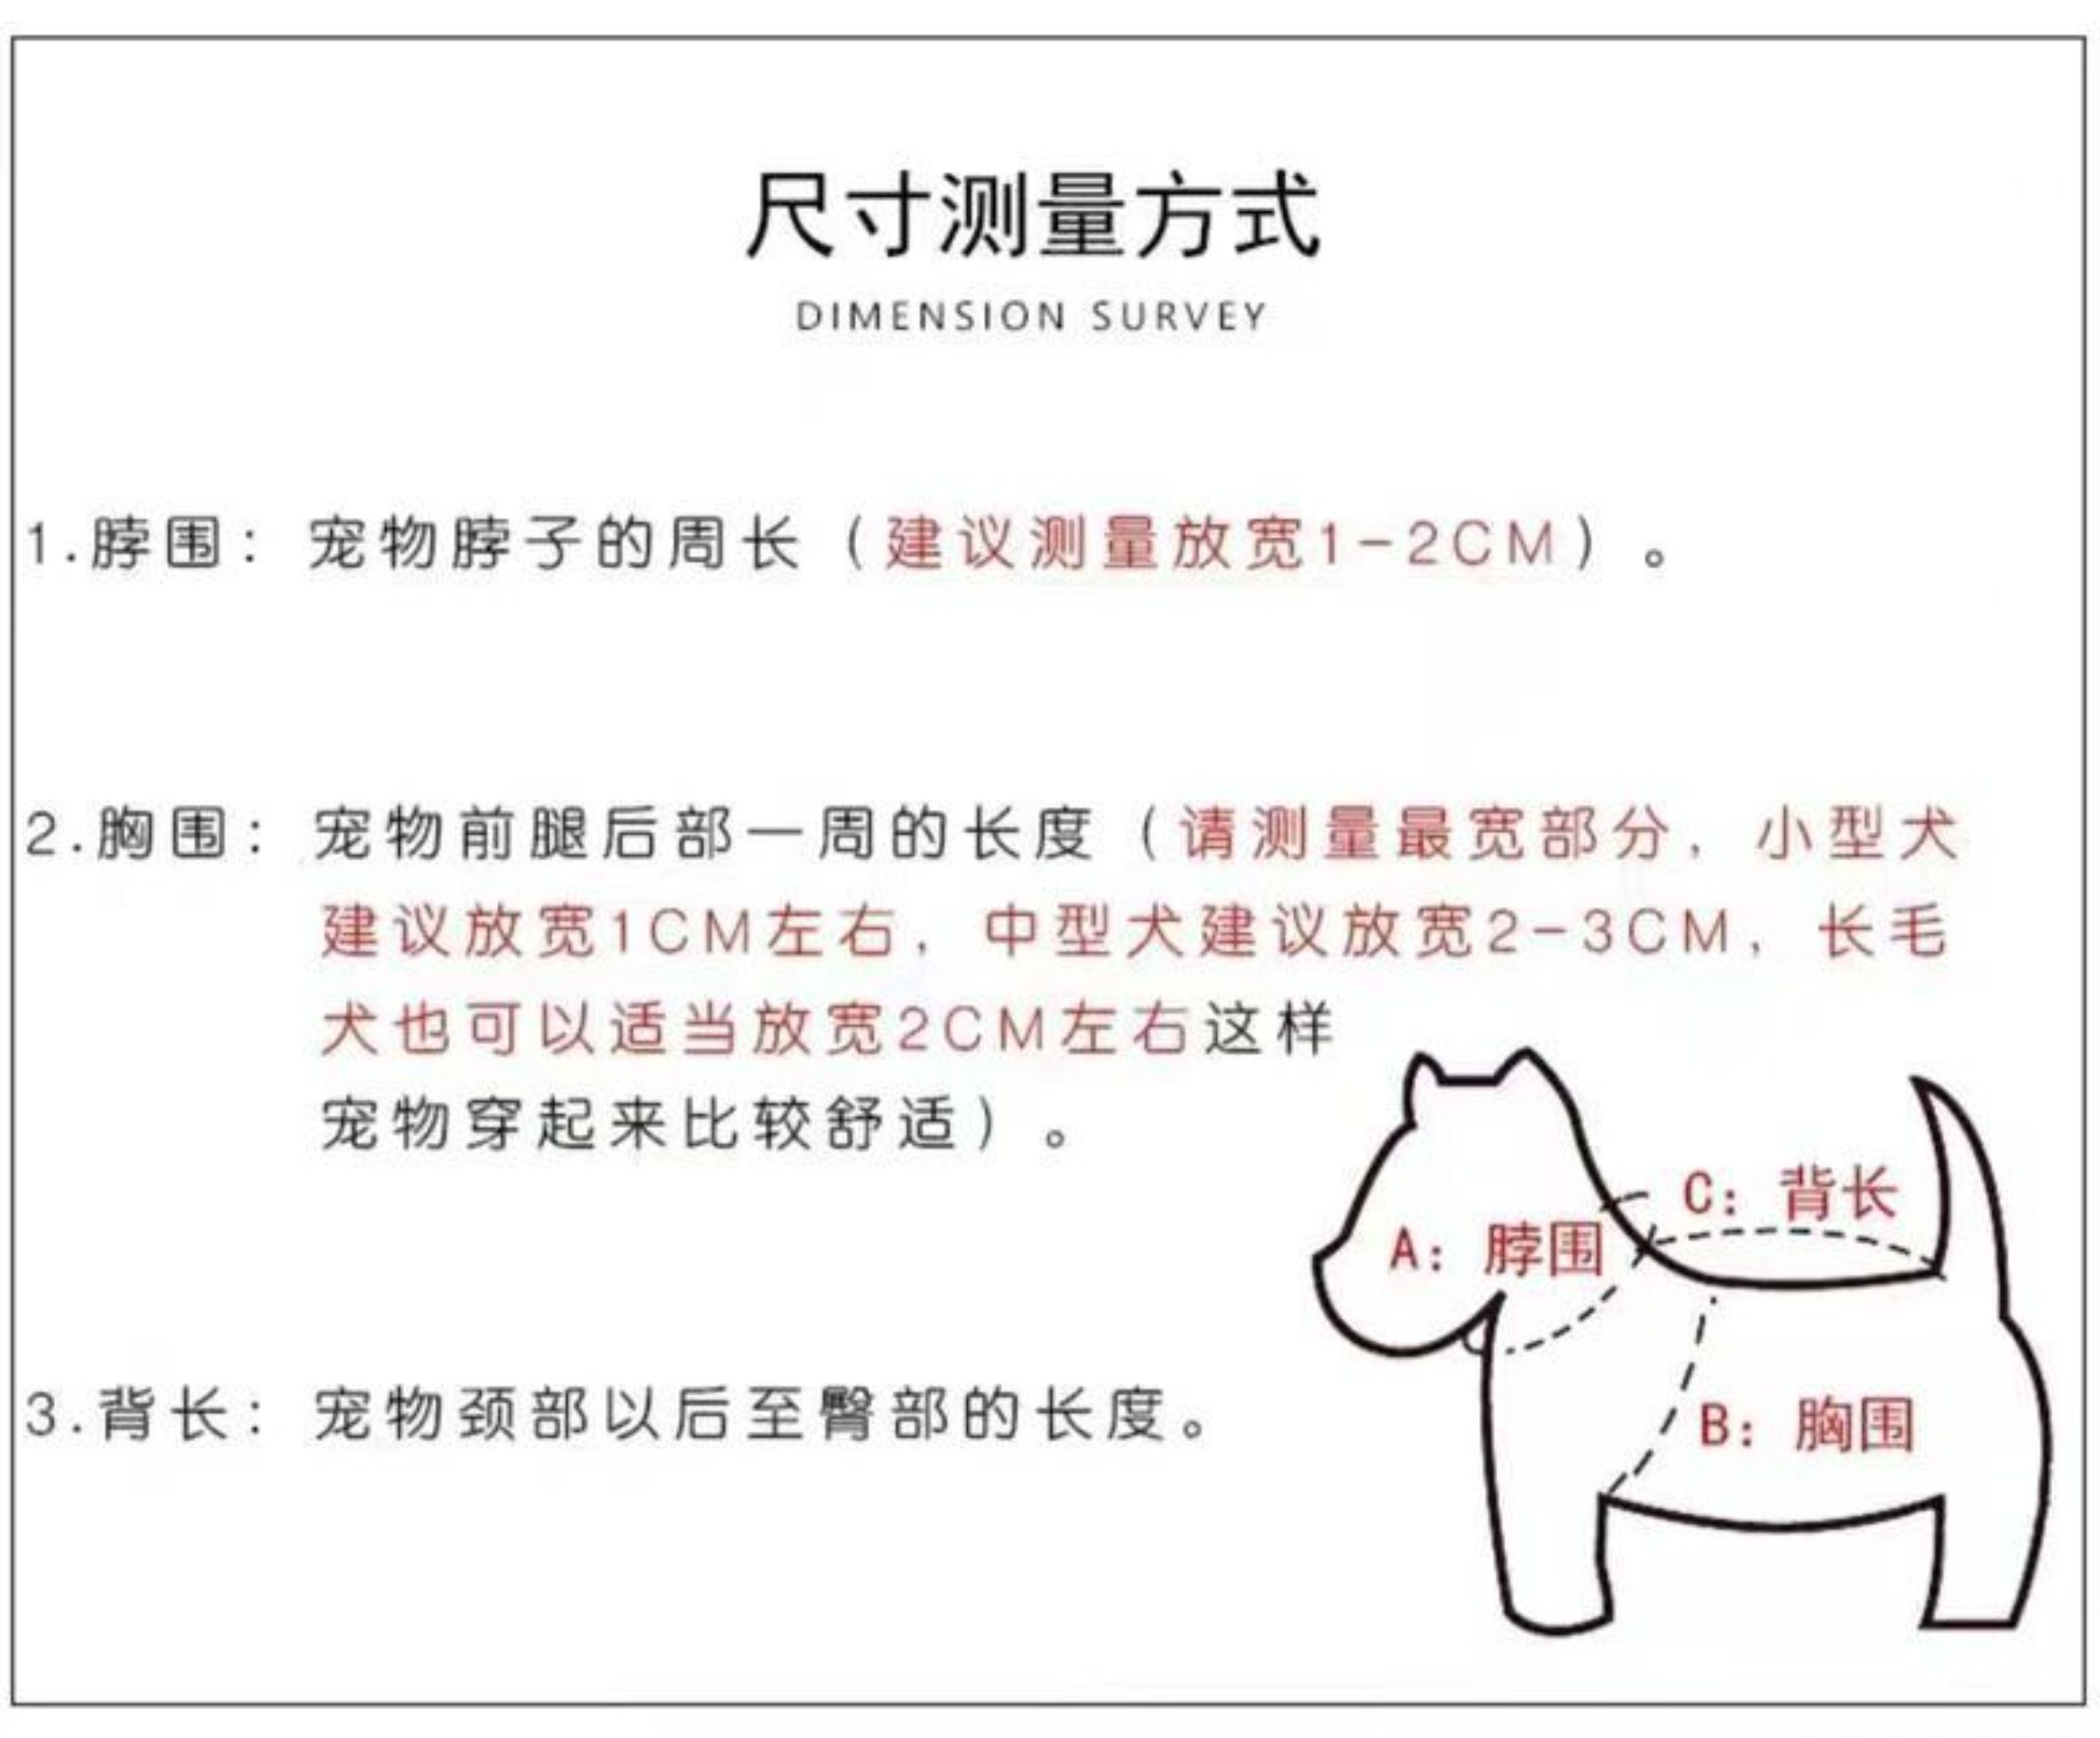 尺寸测量方式
DIMENSION SURVEY
1.脖围：宠物脖子的周长（建议测量放宽1-2CM）。
2.胸围：宠物前腿后部一周的长度（请测量最宽部分，小型犬
建议放宽1CM左右，中型犬建议放宽2-3CM，长毛
犬也可以适当放宽2CM左右这样
宠物穿起来比较舒适）。
C：背长
A：脖围
3.背长：宠物颈部以后至臀部的长度。
B：胸围